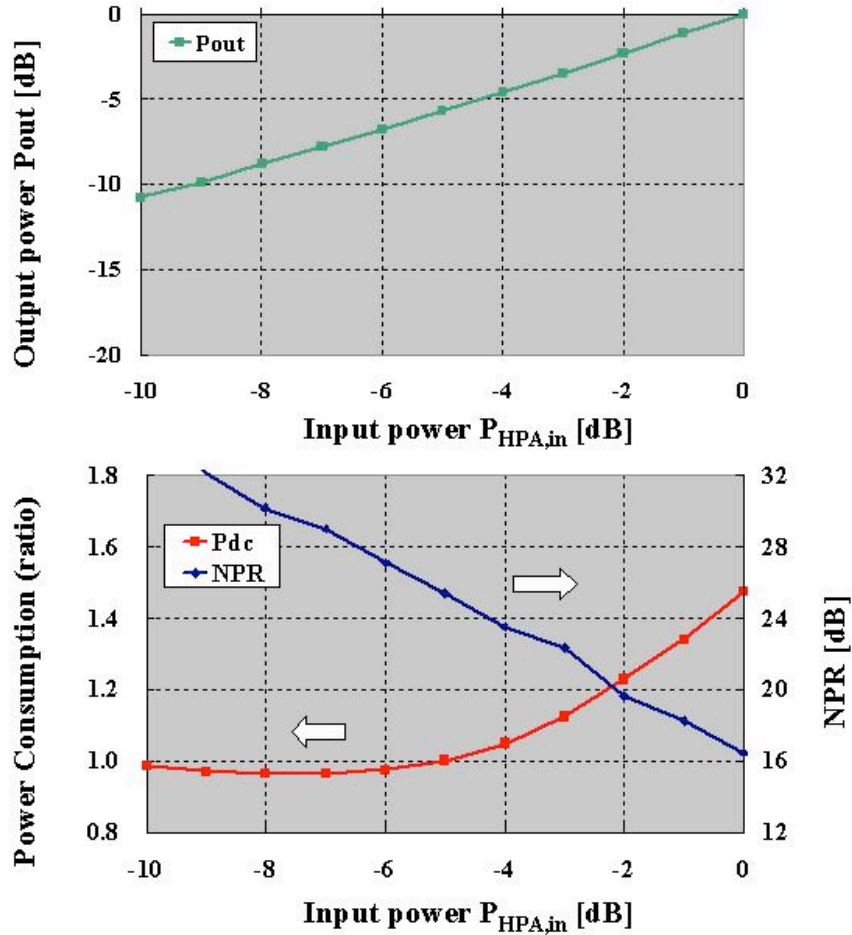 Output power Pout [dB]
0
-5
-10
-15
-20
Pout
-10 -8 -6 -4 -2 0
Input power P_HPA,in [dB]
Power Consumption (ratio)
1.8
1.6
1.4
1.2
1.0
0.8
Pdc
NPR
32
28
24
20
16
12
NPR [dB]
-10 -8 -6 -4 -2 0
Input power P_HPA,in [dB]